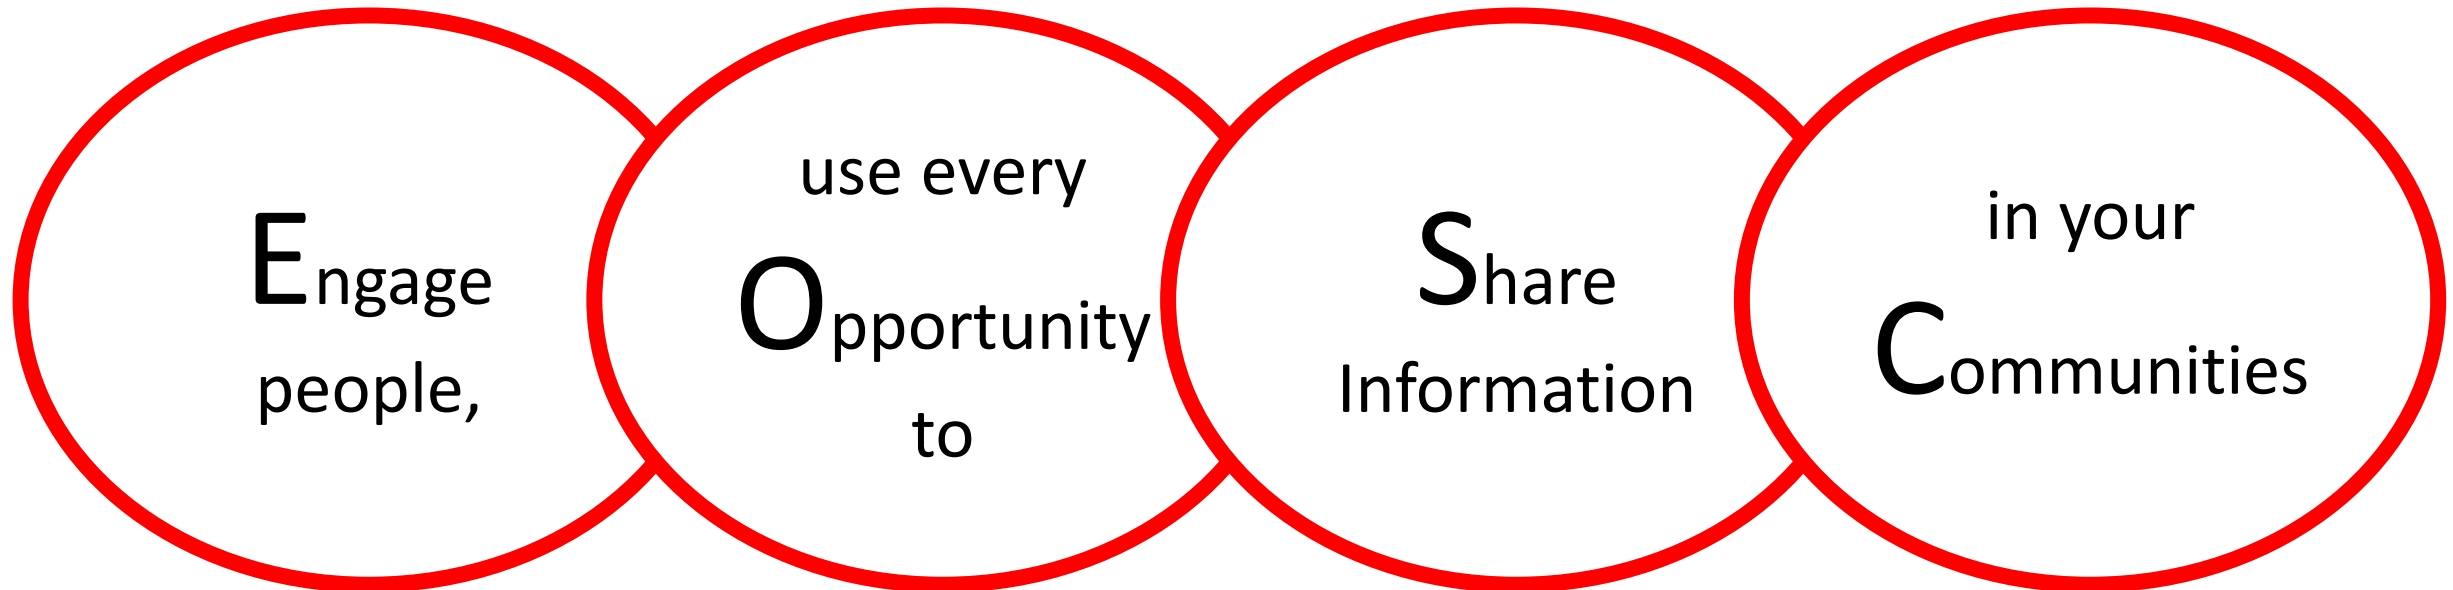 Engage
people,
use every
Opportunity
to
Share
Information
in your
Communities